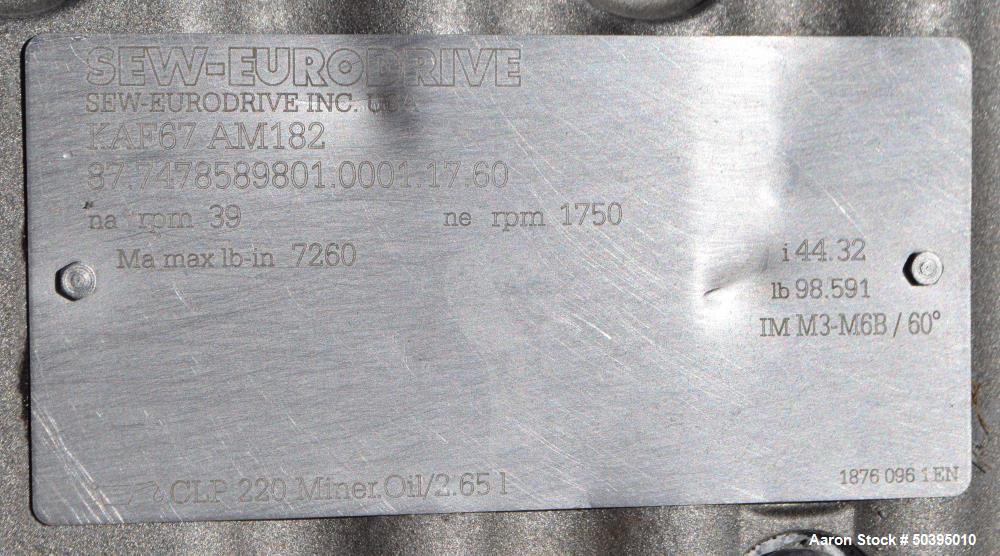 SEW-EURODRIVE
SEW-EURODRIVE INC. USA
KAF67 AM182
87.7478589801.0001.17.60
na rpm 39 ne rpm 1750
Ma max lb-in 7260
i 44.32
lb 98.591
IM M3-M6B / 60°
CLP 220 Miner.Oil/2.65 l
1876 096 1 EN
Aaron Stock # 50395010